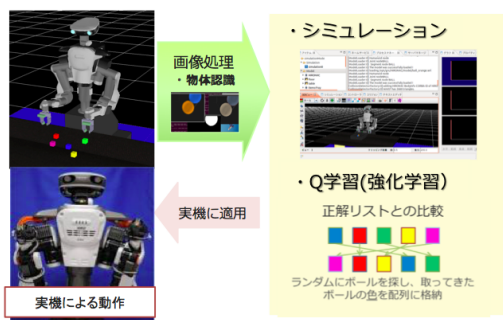 画像処理
・物体認識
・シミュレーション
・Q学習(強化学習）
実機に適用
正解リストとの比較
ランダムにボールを探し、取ってきた
ボールの色を配列に格納
実機による動作